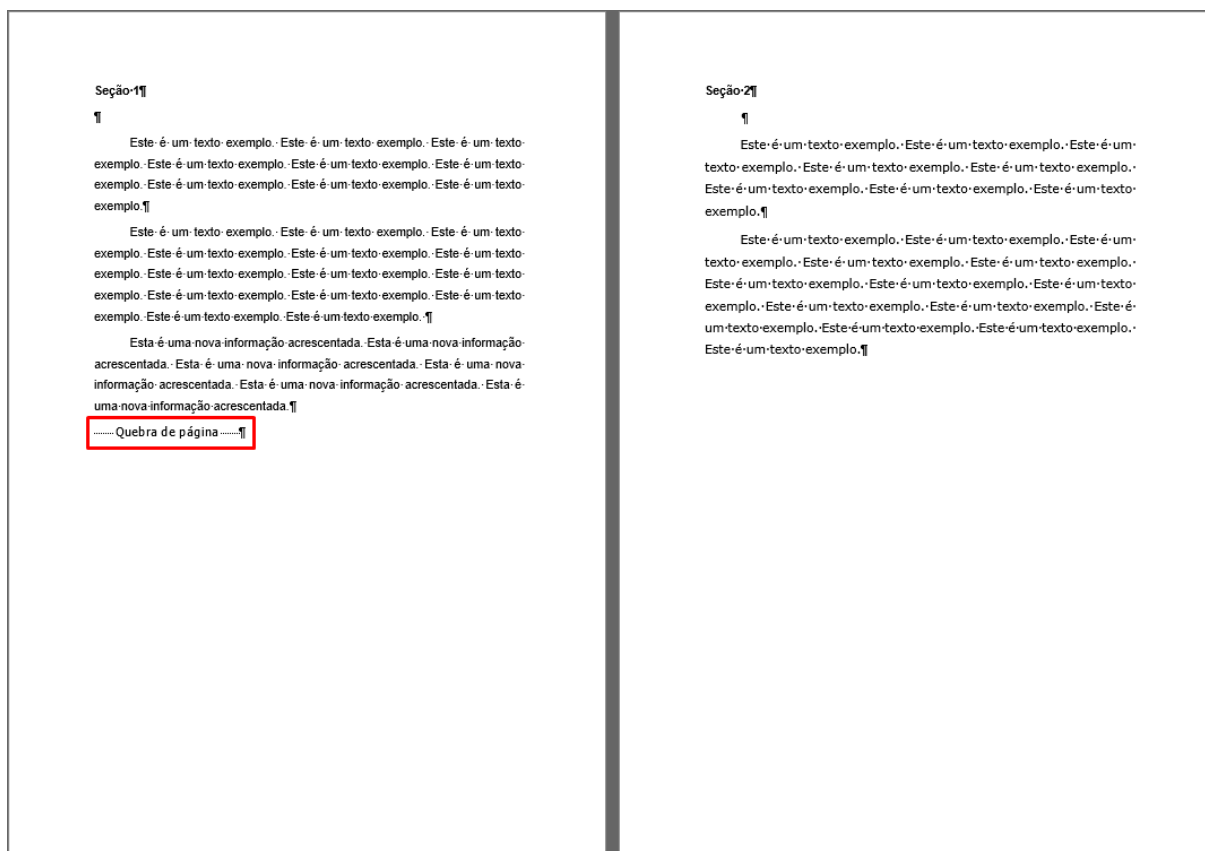 Seção·1¶
¶
Este·é·um·texto·exemplo.·Este·é·um·texto·exemplo.·Este·é·um·texto·
exemplo.·Este·é·um·texto·exemplo.·Este·é·um·texto·exemplo.·Este·é·um·texto·
exemplo.·Este·é·um·texto·exemplo.·Este·é·um·texto·exemplo.·Este·é·um·texto·
exemplo.¶
Este·é·um·texto·exemplo.·Este·é·um·texto·exemplo.·Este·é·um·texto·
exemplo.·Este·é·um·texto·exemplo.·Este·é·um·texto·exemplo.·Este·é·um·texto·
exemplo.·Este·é·um·texto·exemplo.·Este·é·um·texto·exemplo.·Este·é·um·texto·
exemplo.·Este·é·um·texto·exemplo.·Este·é·um·texto·exemplo.·Este·é·um·texto·
exemplo.·Este·é·um·texto·exemplo.·Este·é·um·texto·exemplo.·¶
Esta·é·uma·nova·informação·acrescentada.·Esta·é·uma·nova·informação·
acrescentada.·Esta·é·uma·nova·informação·acrescentada.·Esta·é·uma·nova·
informação·acrescentada.·Esta·é·uma·nova·informação·acrescentada.·Esta·é·
uma·nova·informação·acrescentada.¶
........Quebra de página........¶
Seção·2¶
¶
Este·é·um·texto·exemplo.·Este·é·um·texto·exemplo.·Este·é·um·
texto·exemplo.·Este·é·um·texto·exemplo.·Este·é·um·texto·exemplo.·
Este·é·um·texto·exemplo.·Este·é·um·texto·exemplo.·Este·é·um·texto·
exemplo.¶
Este·é·um·texto·exemplo.·Este·é·um·texto·exemplo.·Este·é·um·
texto·exemplo.·Este·é·um·texto·exemplo.·Este·é·um·texto·exemplo.·
Este·é·um·texto·exemplo.·Este·é·um·texto·exemplo.·Este·é·um·texto·
exemplo.·Este·é·um·texto·exemplo.·Este·é·um·texto·exemplo.·Este·é·
um·texto·exemplo.·Este·é·um·texto·exemplo.·Este·é·um·texto·exemplo.·
Este·é·um·texto·exemplo.¶